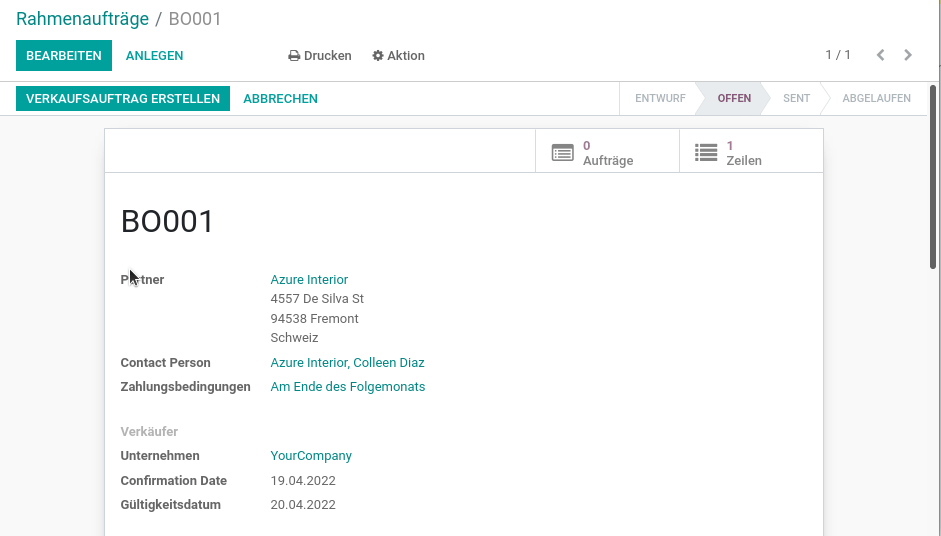 Rahmenaufträge / BO001
BEARBEITEN ANLEGEN Drucken Aktion 1 / 1
VERKAUFSAUFTRAG ERSTELLEN ABBRECHEN ENTWURF OFFEN SENT ABGELAUFEN
0 Aufträge
1 Zeilen
BO001
Partner Azure Interior
4557 De Silva St
94538 Fremont
Schweiz
Contact Person Azure Interior, Colleen Diaz
Zahlungsbedingungen Am Ende des Folgemonats
Verkäufer
Unternehmen YourCompany
Confirmation Date 19.04.2022
Gültigkeitsdatum 20.04.2022